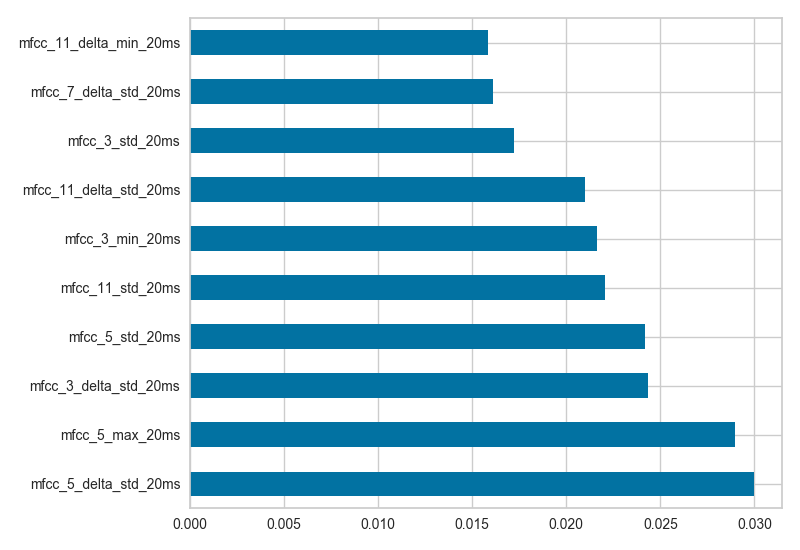 mfcc_11_delta_min_20ms
mfcc_7_delta_std_20ms
mfcc_3_std_20ms
mfcc_11_delta_std_20ms
mfcc_3_min_20ms
mfcc_11_std_20ms
mfcc_5_std_20ms
mfcc_3_delta_std_20ms
mfcc_5_max_20ms
mfcc_5_delta_std_20ms
0.000 0.005 0.010 0.015 0.020 0.025 0.030